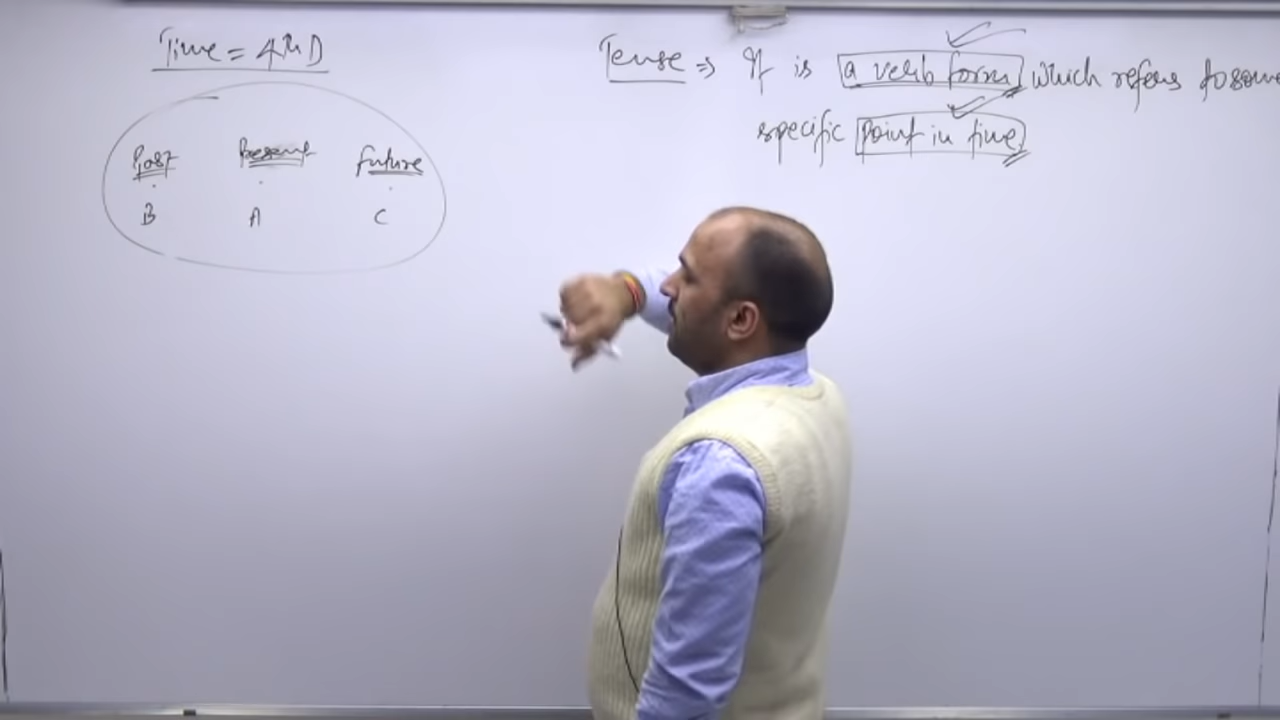 Time = 4th D
Past Present future
B A C
Tense ⇒ It is a verb form which refers to some
specific point in time